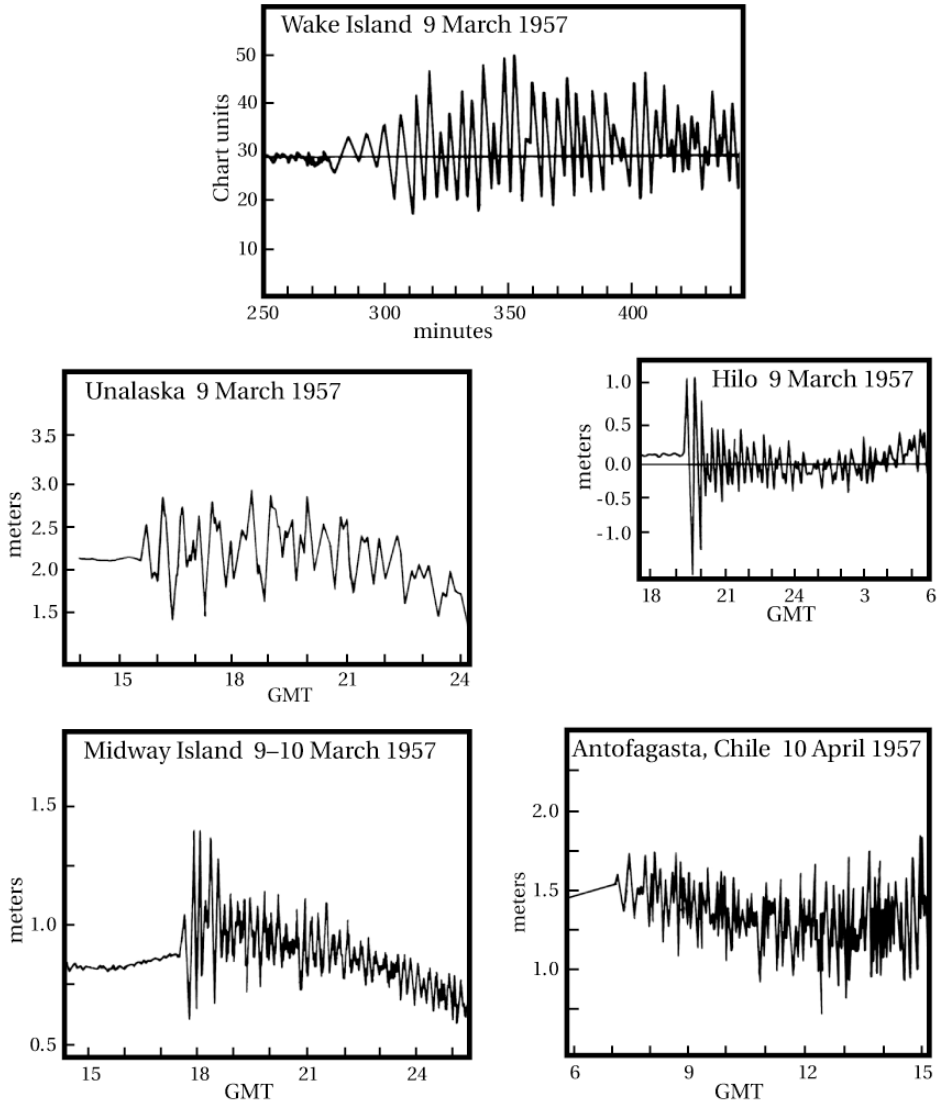 Wake Island 9 March 1957
50
40
30
20
10
Chart units
250
300
350
400
minutes
Unalaska 9 March 1957
3.5
3.0
2.5
2.0
1.5
meters
15
18
21
24
GMT
Hilo 9 March 1957
1.0
0.5
0.0
-0.5
-1.0
meters
18
21
24
3
6
GMT
Midway Island 9–10 March 1957
1.5
1.0
0.5
meters
15
18
21
24
GMT
Antofagasta, Chile 10 April 1957
2.0
1.5
1.0
meters
6
9
12
15
GMT